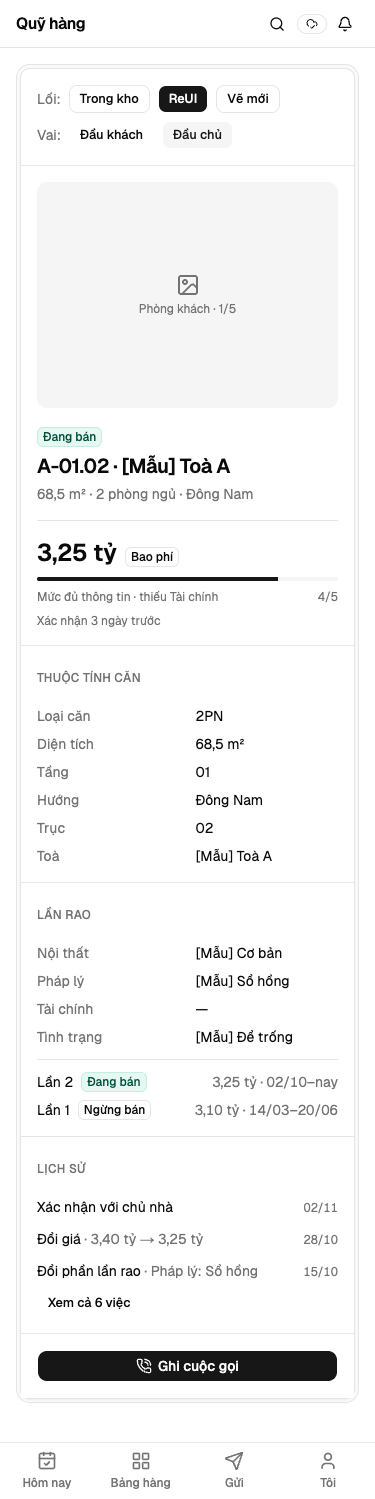 Quỹ hàng
Lối: Trong kho ReUI Vẽ mới
Vai: Đầu khách Đầu chủ
Phòng khách · 1/5
Đang bán
A-01.02 · [Mẫu] Toà A
68,5 m² · 2 phòng ngủ · Đông Nam
3,25 tỷ Bao phí
Mức đủ thông tin · thiếu Tài chính 4/5
Xác nhận 3 ngày trước
THUỘC TÍNH CĂN
Loại căn 2PN
Diện tích 68,5 m²
Tầng 01
Hướng Đông Nam
Trục 02
Toà [Mẫu] Toà A
LẦN RAO
Nội thất [Mẫu] Cơ bản
Pháp lý [Mẫu] Sổ hồng
Tài chính —
Tình trạng [Mẫu] Để trống
Lần 2 Đang bán 3,25 tỷ · 02/10–nay
Lần 1 Ngừng bán 3,10 tỷ · 14/03–20/06
LỊCH SỬ
Xác nhận với chủ nhà 02/11
Đổi giá · 3,40 tỷ → 3,25 tỷ 28/10
Đổi phần lần rao · Pháp lý: Sổ hồng 15/10
Xem cả 6 việc
Ghi cuộc gọi
Hôm nay Bảng hàng Gửi Tôi